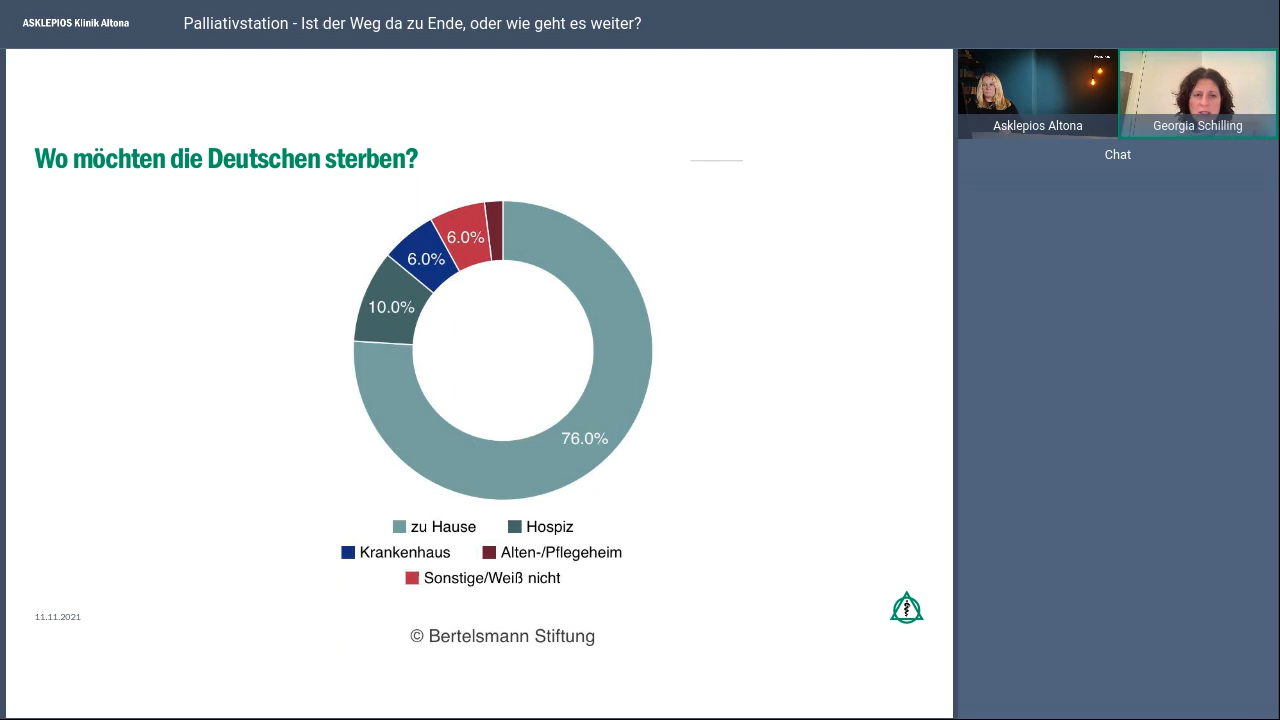 ASKLEPIOS Klinik Altona
Palliativstation - Ist der Weg da zu Ende, oder wie geht es weiter?
Asklepios Altona
Georgia Schilling
Chat
Wo möchten die Deutschen sterben?
6.0%
6.0%
10.0%
76.0%
zu Hause
Hospiz
Krankenhaus
Alten-/Pflegeheim
Sonstige/Weiß nicht
11.11.2021
© Bertelsmann Stiftung